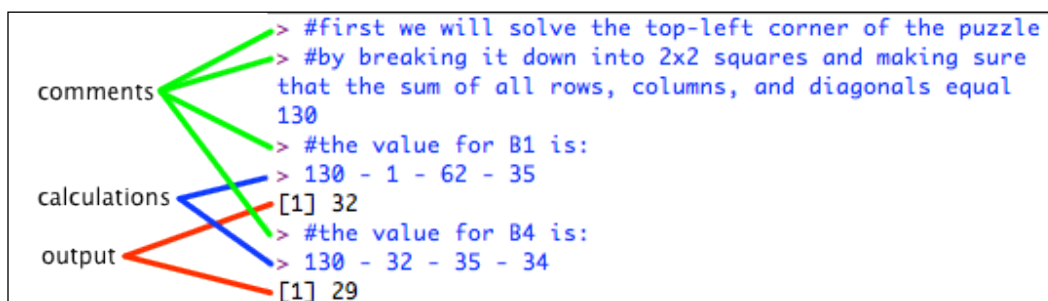 > #first we will solve the top-left corner of the puzzle
> #by breaking it down into 2x2 squares and making sure
that the sum of all rows, columns, and diagonals equal
130
> #the value for B1 is:
> 130 - 1 - 62 - 35
[1] 32
> #the value for B4 is:
> 130 - 32 - 35 - 34
[1] 29
comments
calculations
output